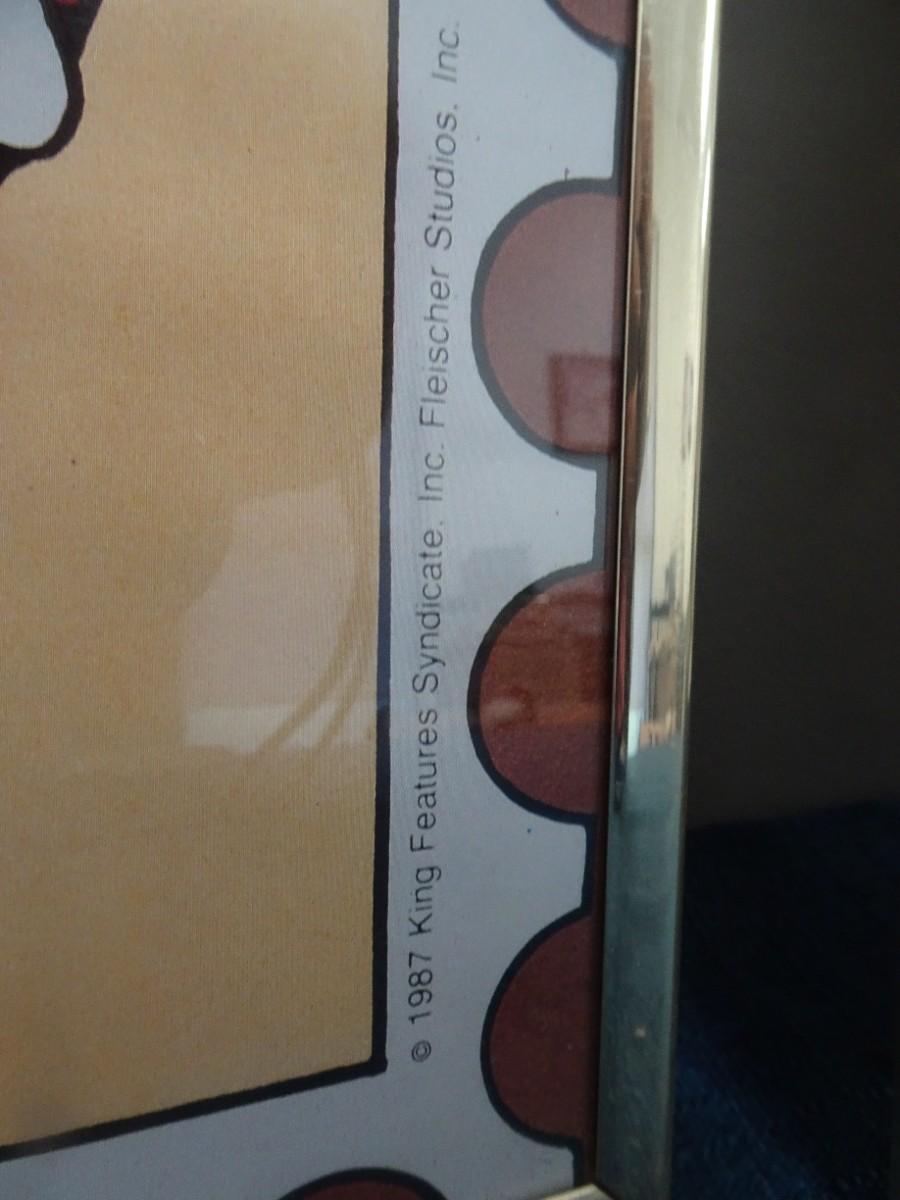 © 1987 King Features Syndicate, Inc. Fleischer Studios, Inc.